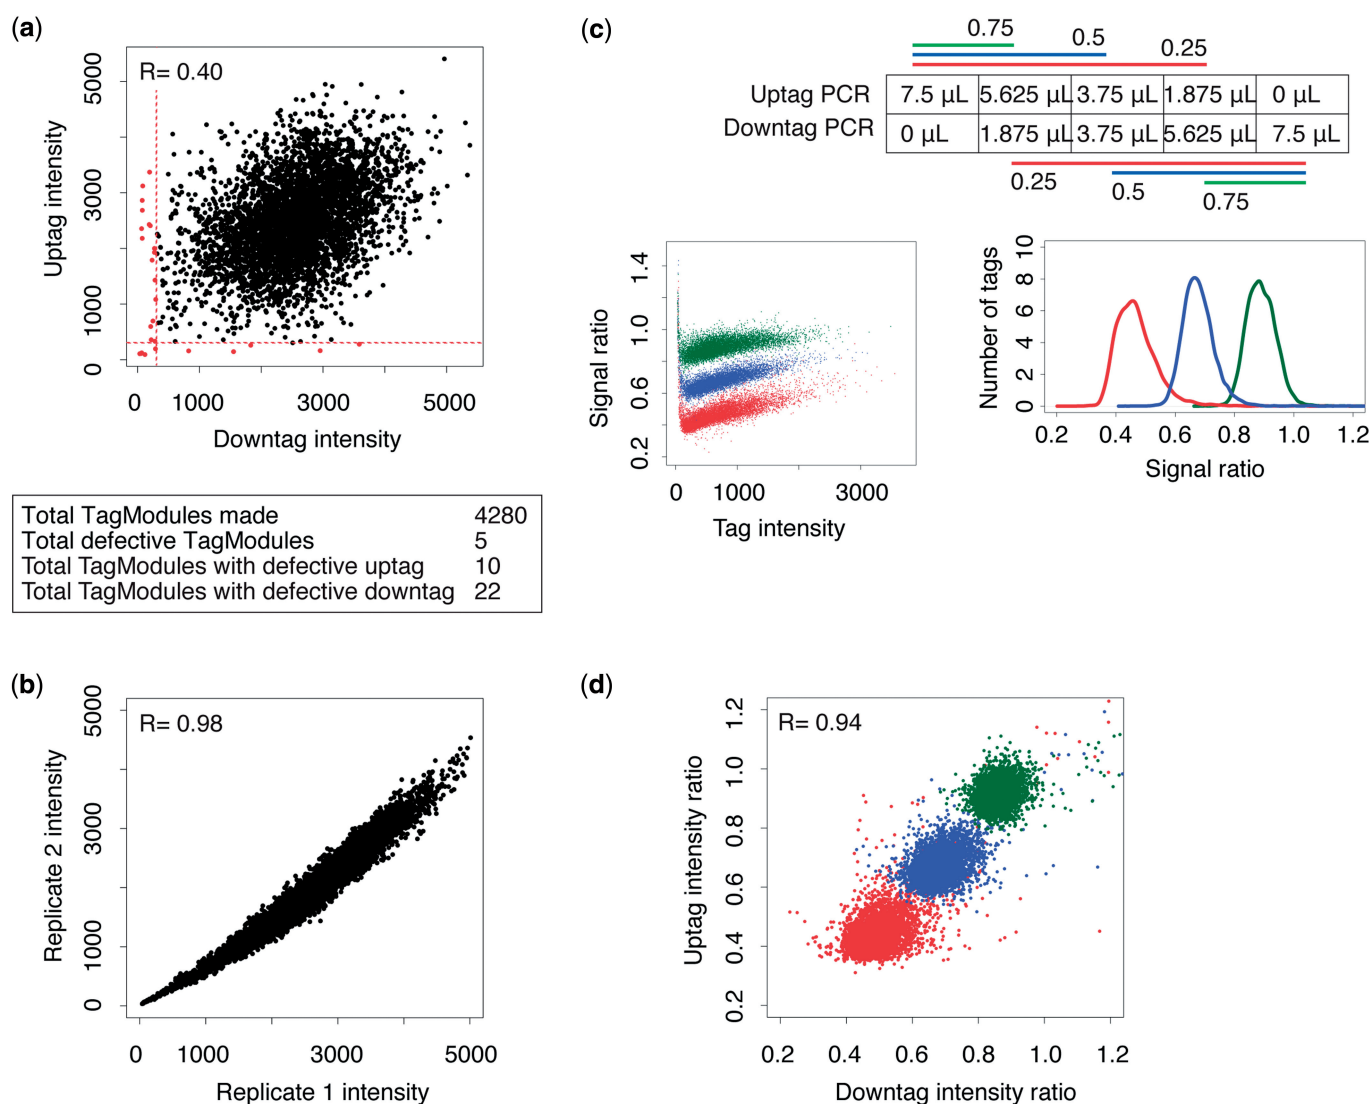 (a)
R= 0.40
Uptag intensity
5000
3000
1000
0
0 1000 3000 5000
Downtag intensity
Total TagModules made 4280
Total defective TagModules 5
Total TagModules with defective uptag 10
Total TagModules with defective downtag 22
(b)
R= 0.98
Replicate 2 intensity
5000
3000
1000
0
0 1000 3000 5000
Replicate 1 intensity
(c)
0.75
0.5
0.25
Uptag PCR 7.5 µL 5.625 µL 3.75 µL 1.875 µL 0 µL
Downtag PCR 0 µL 1.875 µL 3.75 µL 5.625 µL 7.5 µL
0.25
0.5
0.75
Signal ratio
1.4
1.0
0.6
0.2
0 1000 3000
Tag intensity
Number of tags
10
8
6
4
2
0
0.2 0.4 0.6 0.8 1.0 1.2
Signal ratio
(d)
R= 0.94
Uptag intensity ratio
1.2
1.0
0.8
0.6
0.4
0.2
0.2 0.4 0.6 0.8 1.0 1.2
Downtag intensity ratio